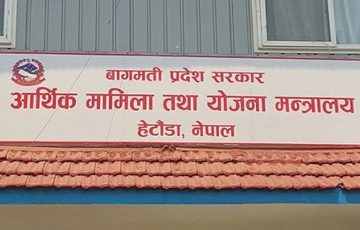 बागमती प्रदेश सरकार
आर्थिक मामिला तथा योजना मन्त्रालय
हेटौंडा, नेपाल